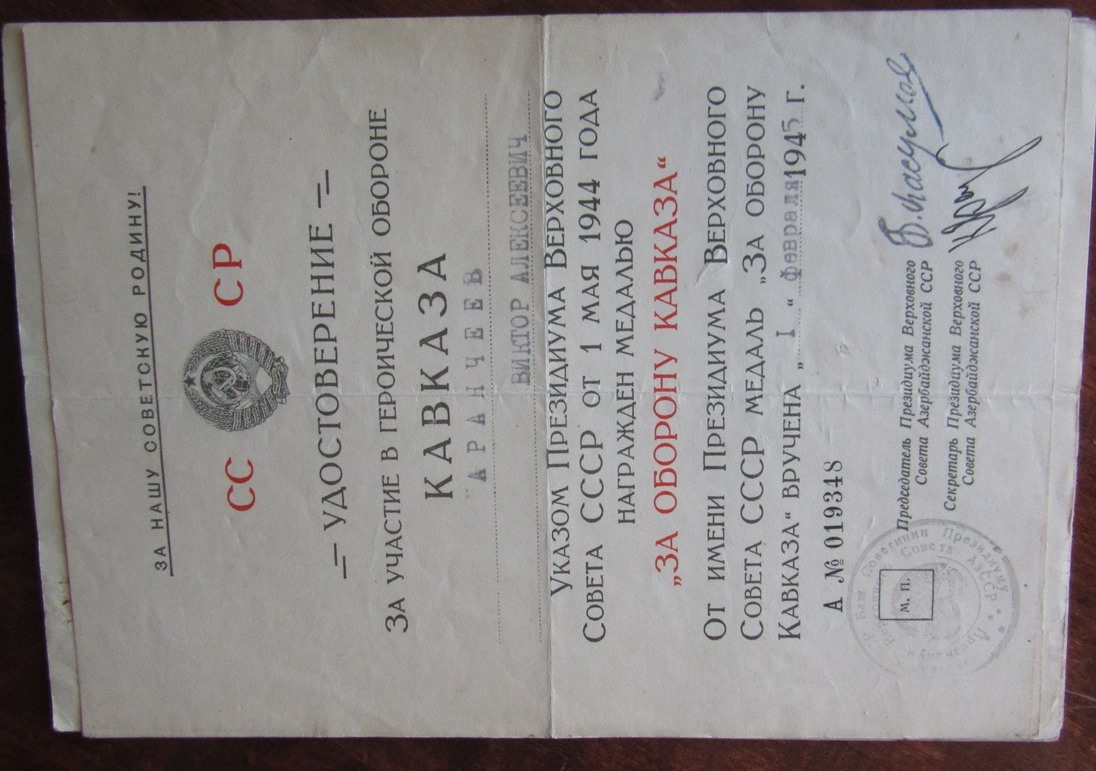 ЗА НАШУ СОВЕТСКУЮ РОДИНУ!
СС СР
УДОСТОВЕРЕНИЕ
ЗА УЧАСТИЕ В ГЕРОИЧЕСКОЙ ОБОРОНЕ
КАВКАЗА
АРАНЧЕЕВ
ВИКТОР АЛЕКСЕЕВИЧ
УКАЗОМ ПРЕЗИДИУМА ВЕРХОВНОГО
СОВЕТА СССР ОТ 1 МАЯ 1944 ГОДА
НАГРАЖДЕН МЕДАЛЬЮ
„ЗА ОБОРОНУ КАВКАЗА“
ОТ ИМЕНИ ПРЕЗИДИУМА ВЕРХОВНОГО
СОВЕТА СССР МЕДАЛЬ „ЗА ОБОРОНУ
КАВКАЗА“ ВРУЧЕНА „ I “ февраля 1945 г.
А № 019348
Председатель Президиума Верховного
Совета Азербайджанской ССР
Секретарь Президиума Верховного
Совета Азербайджанской ССР
М. П.